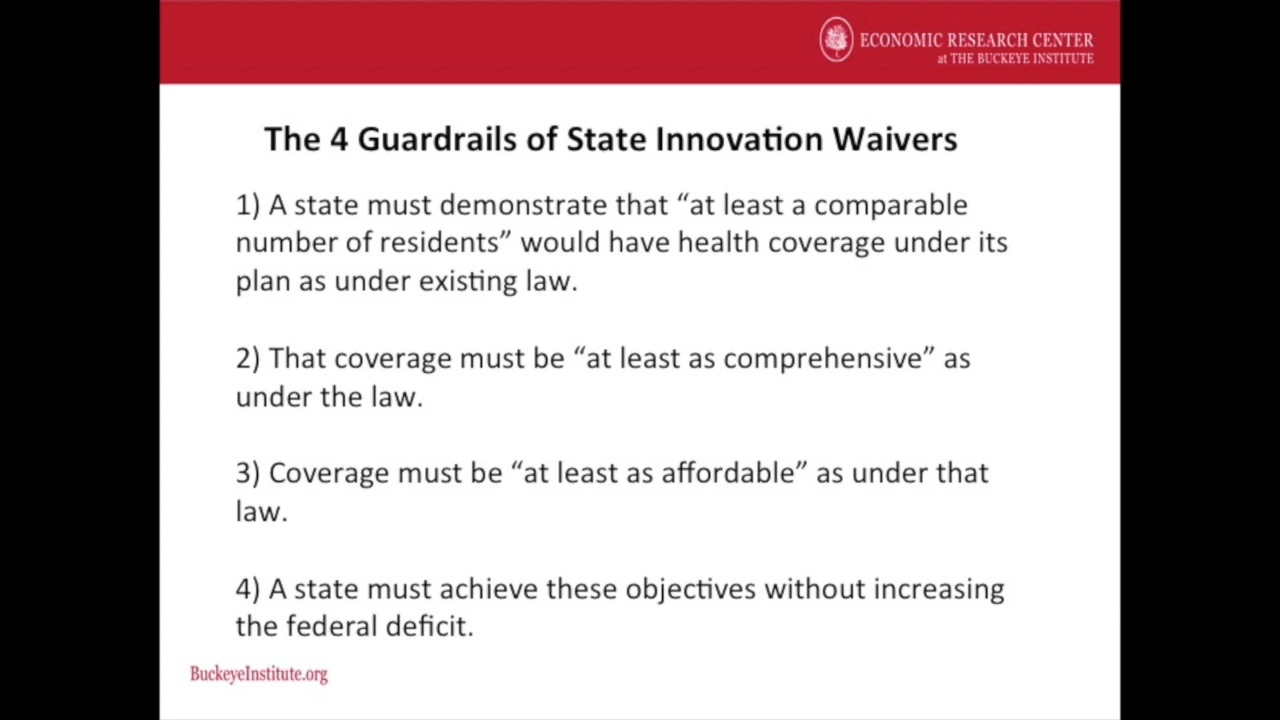 ECONOMIC RESEARCH CENTER
at THE BUCKEYE INSTITUTE
The 4 Guardrails of State Innovation Waivers
1) A state must demonstrate that “at least a comparable
number of residents” would have health coverage under its
plan as under existing law.
2) That coverage must be “at least as comprehensive” as
under the law.
3) Coverage must be “at least as affordable” as under that
law.
4) A state must achieve these objectives without increasing
the federal deficit.
BuckeyeInstitute.org